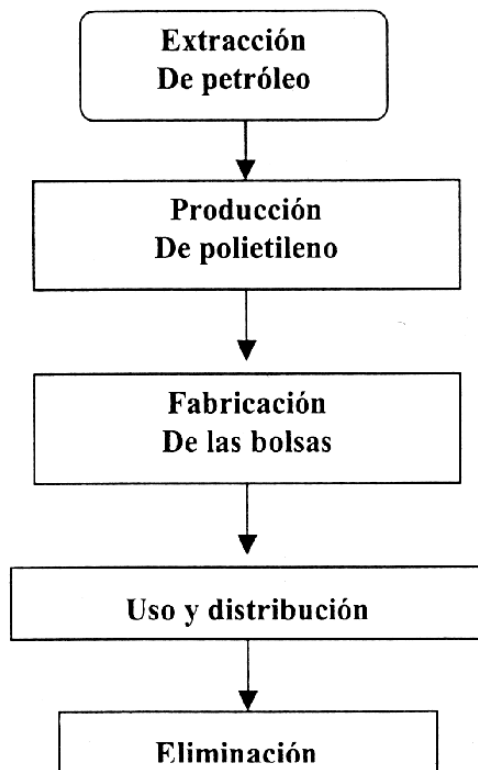 Extracción
De petróleo
Producción
De polietileno
Fabricación
De las bolsas
Uso y distribución
Eliminación